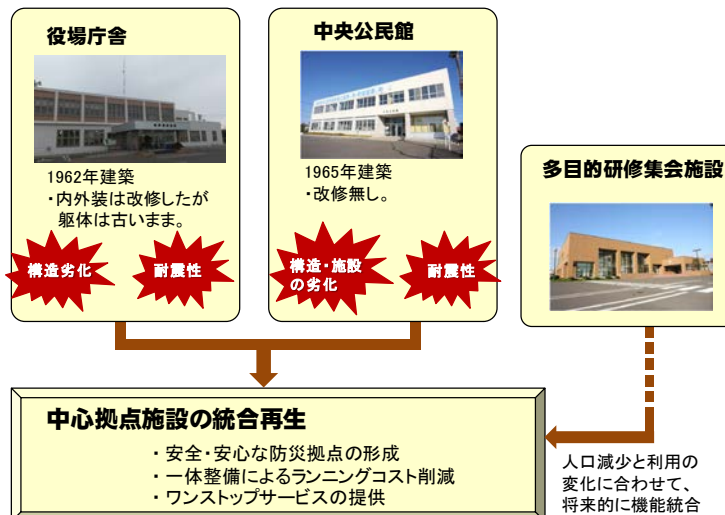 役場庁舎
1962年建築
・内外装は改修したが
躯体は古いまま。
構造劣化
耐震性
中央公民館
1965年建築
・改修無し。
構造・施設
の劣化
耐震性
多目的研修集会施設
中心拠点施設の統合再生
・安全・安心な防災拠点の形成
・一体整備によるランニングコスト削減
・ワンストップサービスの提供
人口減少と利用の
変化に合わせて、
将来的に機能統合